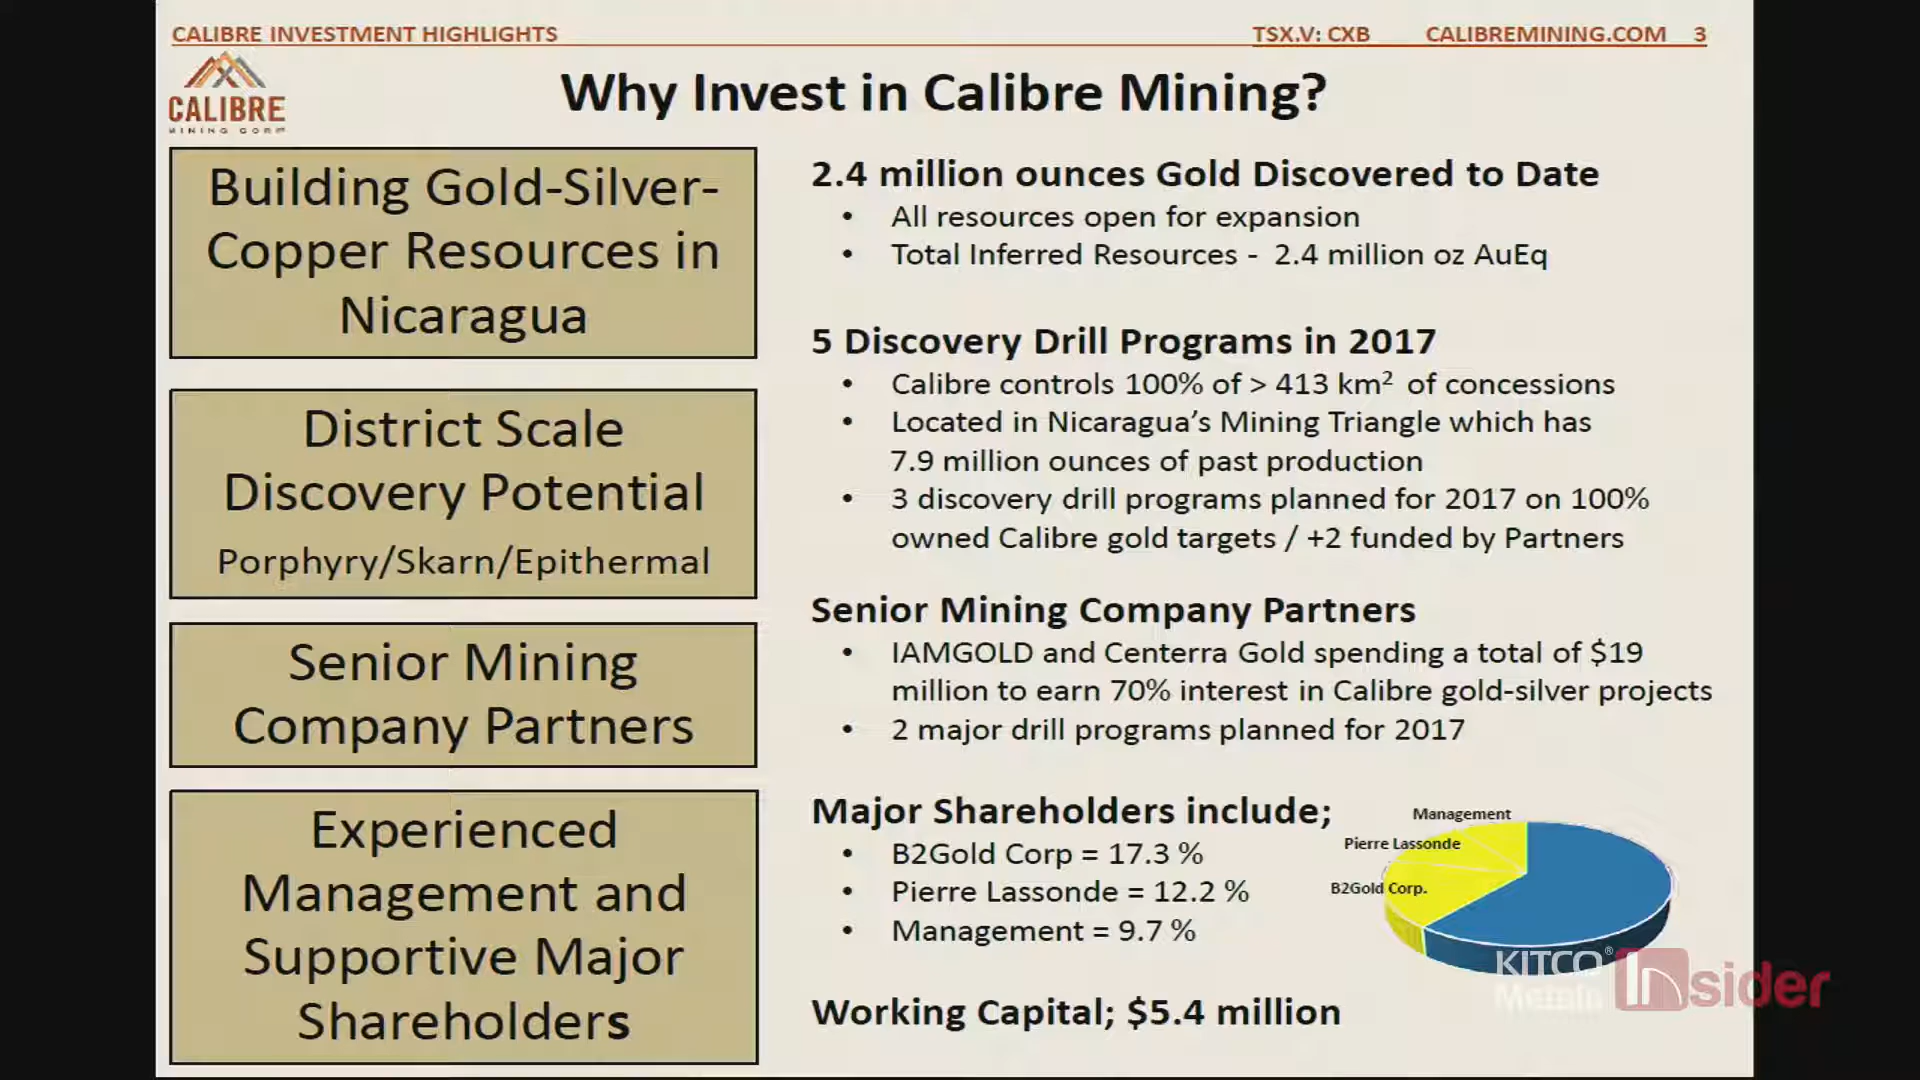 CALIBRE INVESTMENT HIGHLIGHTS
TSX.V: CXB CALIBREMINING.COM 3
CALIBRE
MINING CORP
Why Invest in Calibre Mining?
Building Gold-Silver-
Copper Resources in
Nicaragua
2.4 million ounces Gold Discovered to Date
• All resources open for expansion
• Total Inferred Resources - 2.4 million oz AuEq
District Scale
Discovery Potential
Porphyry/Skarn/Epithermal
5 Discovery Drill Programs in 2017
• Calibre controls 100% of > 413 km² of concessions
• Located in Nicaragua’s Mining Triangle which has
7.9 million ounces of past production
• 3 discovery drill programs planned for 2017 on 100%
owned Calibre gold targets / +2 funded by Partners
Senior Mining
Company Partners
Senior Mining Company Partners
• IAMGOLD and Centerra Gold spending a total of $19
million to earn 70% interest in Calibre gold-silver projects
• 2 major drill programs planned for 2017
Experienced
Management and
Supportive Major
Shareholders
Major Shareholders include;
• B2Gold Corp = 17.3 %
• Pierre Lassonde = 12.2 %
• Management = 9.7 %
Management
Pierre Lassonde
B2Gold Corp.
Working Capital; $5.4 million
KITCO®
Metals
Insider